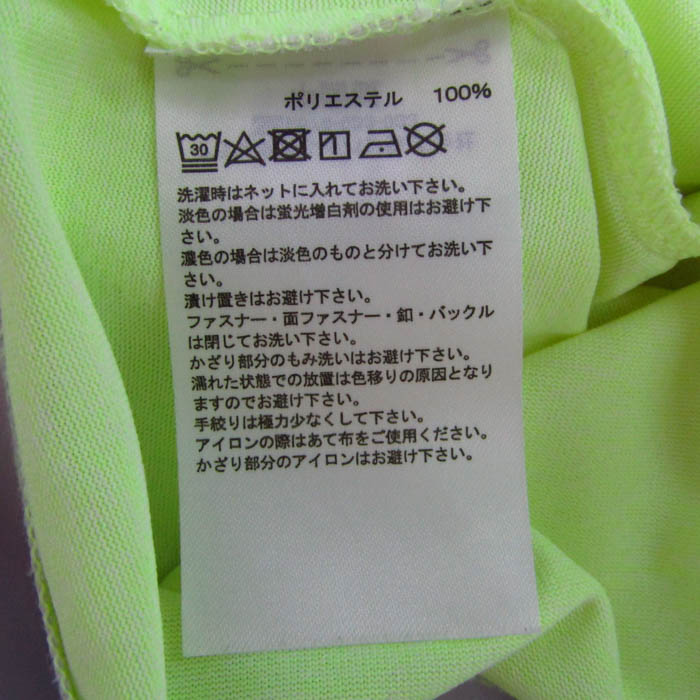 ポリエステル 100%
30
洗濯時はネットに入れてお洗い下さい。
淡色の場合は蛍光増白剤の使用はお避け下
さい。
濃色の場合は淡色のものと分けてお洗い下
さい。
漬け置きはお避け下さい。
ファスナー・面ファスナー・釦・バックル
は閉じてお洗い下さい。
かざり部分のもみ洗いはお避け下さい。
濡れた状態での放置は色移りの原因となり
ますのでお避け下さい。
手絞りは極力少なくして下さい。
アイロンの際はあて布をご使用ください。
かざり部分のアイロンはお避け下さい。